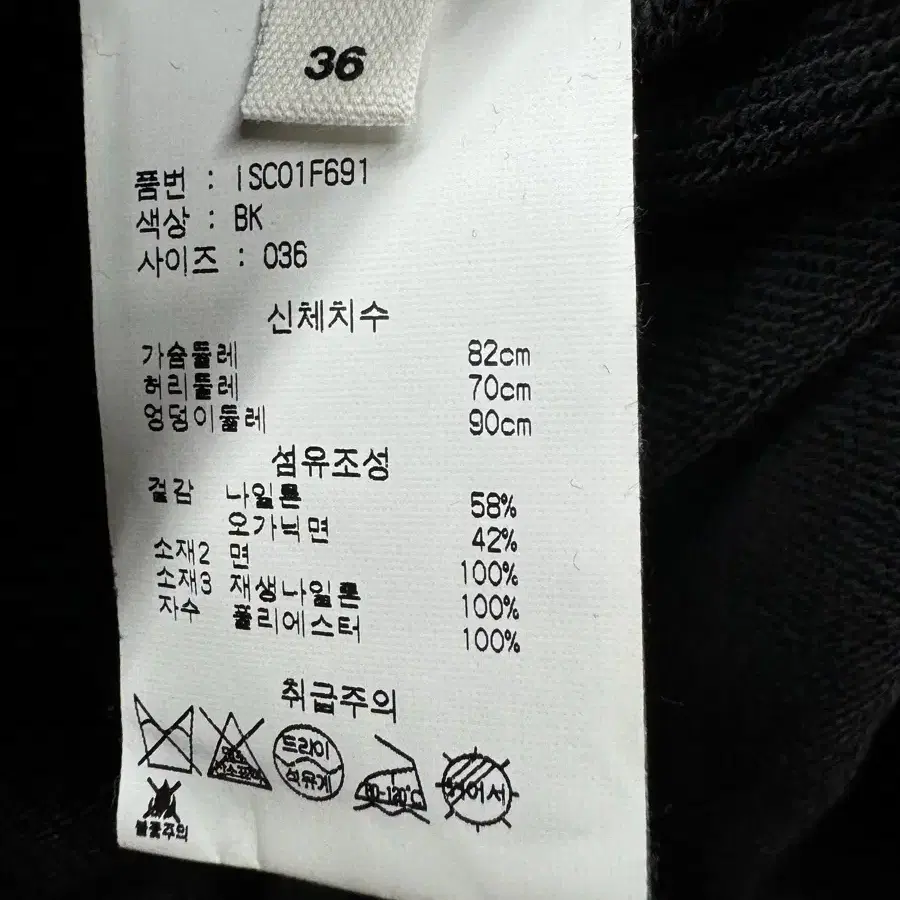 36
품번 : ISC01F691
색상 : BK
사이즈 : 036
신체치수
가슴둘레 82cm
허리둘레 70cm
엉덩이둘레 90cm
섬유조성
겉감 나일론 58%
오가닉면 42%
소재2 면 100%
소재3 재생나일론 100%
자수 폴리에스터 100%
취급주의
드라이
석유계
80-120℃
뉘어서
불꽃주의